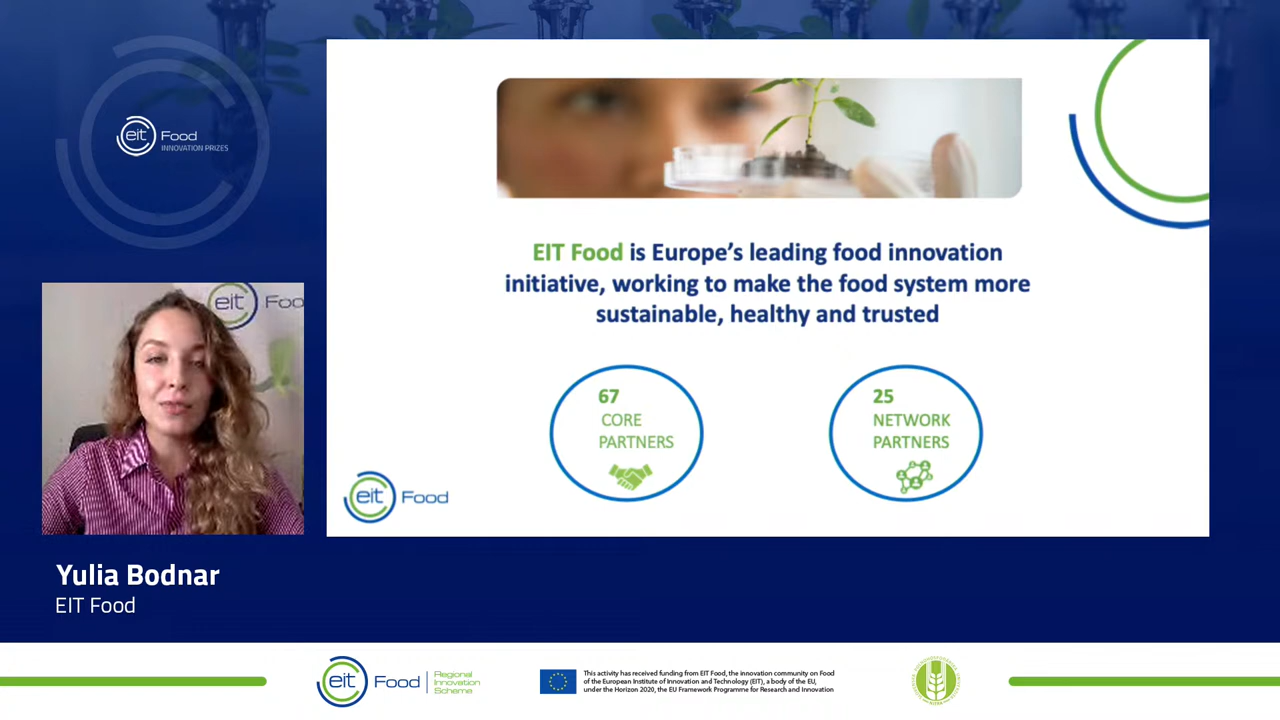 eit Food
INNOVATION PRIZES
EIT Food is Europe's leading food innovation
initiative, working to make the food system more
sustainable, healthy and trusted
67
CORE
PARTNERS
25
NETWORK
PARTNERS
eit Food
eit Foo
Yulia Bodnar
EIT Food
eit Food
Regional
Innovation
Scheme
This activity has received funding from EIT Food, the innovation community on Food
of the European Institute of Innovation and Technology (EIT), a body of the EU,
under the Horizon 2020, the EU Framework Programme for Research and Innovation